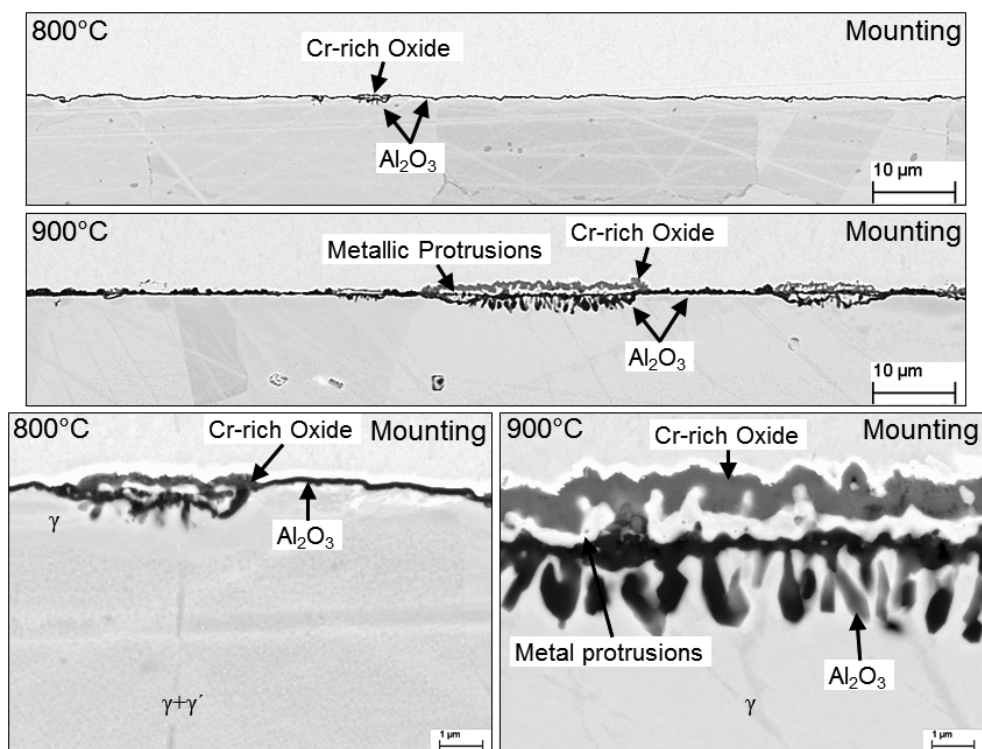 800°C
Mounting
Cr-rich Oxide
Al₂O₃
10 µm
900°C
Mounting
Cr-rich Oxide
Metallic Protrusions
Al₂O₃
10 µm
800°C
Cr-rich Oxide
Mounting
γ
Al₂O₃
γ+γ´
1 µm
900°C
Mounting
Cr-rich Oxide
Metal protrusions
Al₂O₃
γ
1 µm